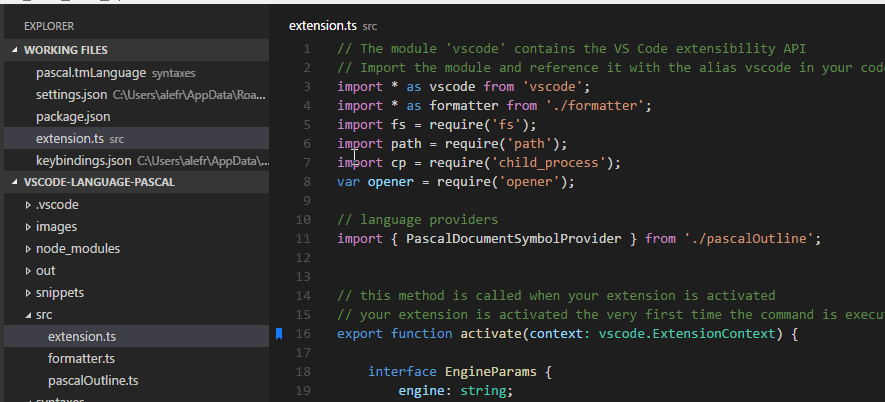 EXPLORER
WORKING FILES
pascal.tmLanguage syntaxes
settings.json C:\Users\alefr\AppData\Roa...
package.json
extension.ts src
keybindings.json C:\Users\alefr\AppData\...
VSCODE-LANGUAGE-PASCAL
.vscode
images
node_modules
out
snippets
src
extension.ts
formatter.ts
pascalOutline.ts
syntaxes
extension.ts src
1 // The module 'vscode' contains the VS Code extensibility API
2 // Import the module and reference it with the alias vscode in your code
3 import * as vscode from 'vscode';
4 import * as formatter from './formatter';
5 import fs = require('fs');
6 import path = require('path');
7 import cp = require('child_process');
8 var opener = require('opener');
9
10 // language providers
11 import { PascalDocumentSymbolProvider } from './pascalOutline';
12
13
14 // this method is called when your extension is activated
15 // your extension is activated the very first time the command is execu
16 export function activate(context: vscode.ExtensionContext) {
17
18 interface EngineParams {
19 engine: string;